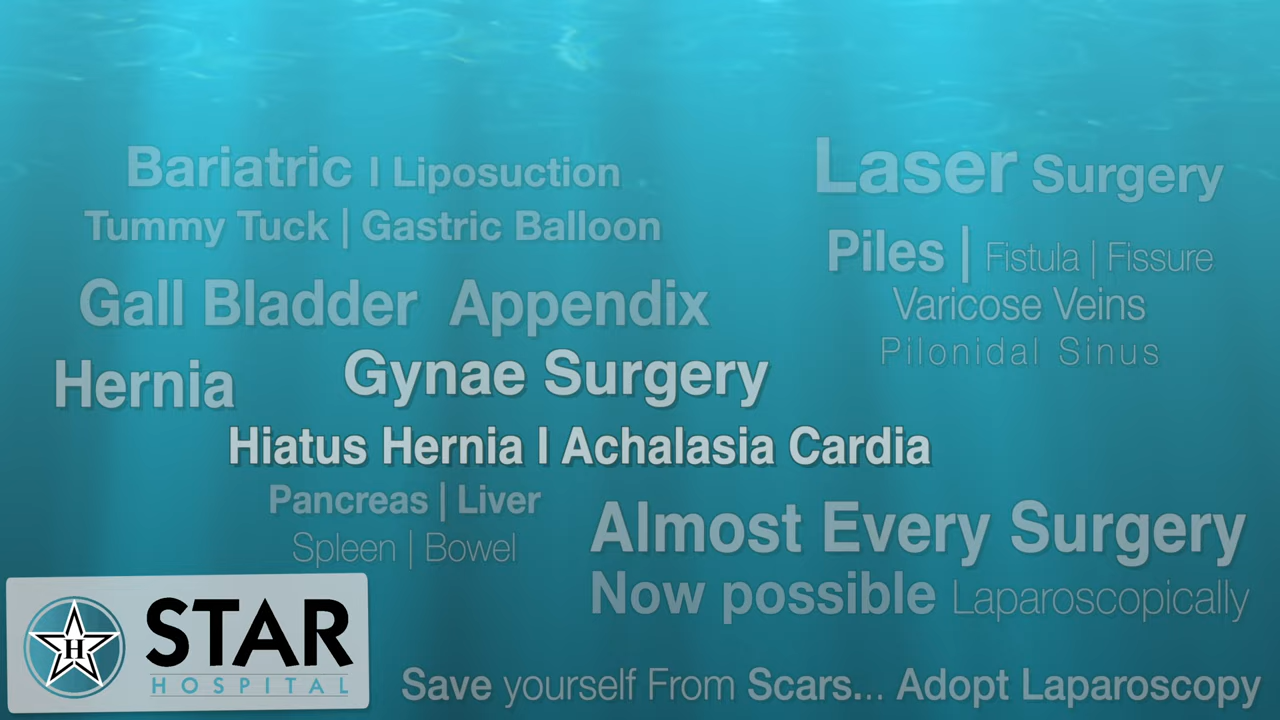 Bariatric | Liposuction
Tummy Tuck | Gastric Balloon
Gall Bladder Appendix
Hernia
Gynae Surgery
Hiatus Hernia | Achalasia Cardia
Pancreas | Liver
Spleen | Bowel
Laser Surgery
Piles | Fistula | Fissure
Varicose Veins
Pilonidal Sinus
Almost Every Surgery
Now possible Laparoscopically
H
STAR
HOSPITAL
Save yourself From Scars... Adopt Laparoscopy